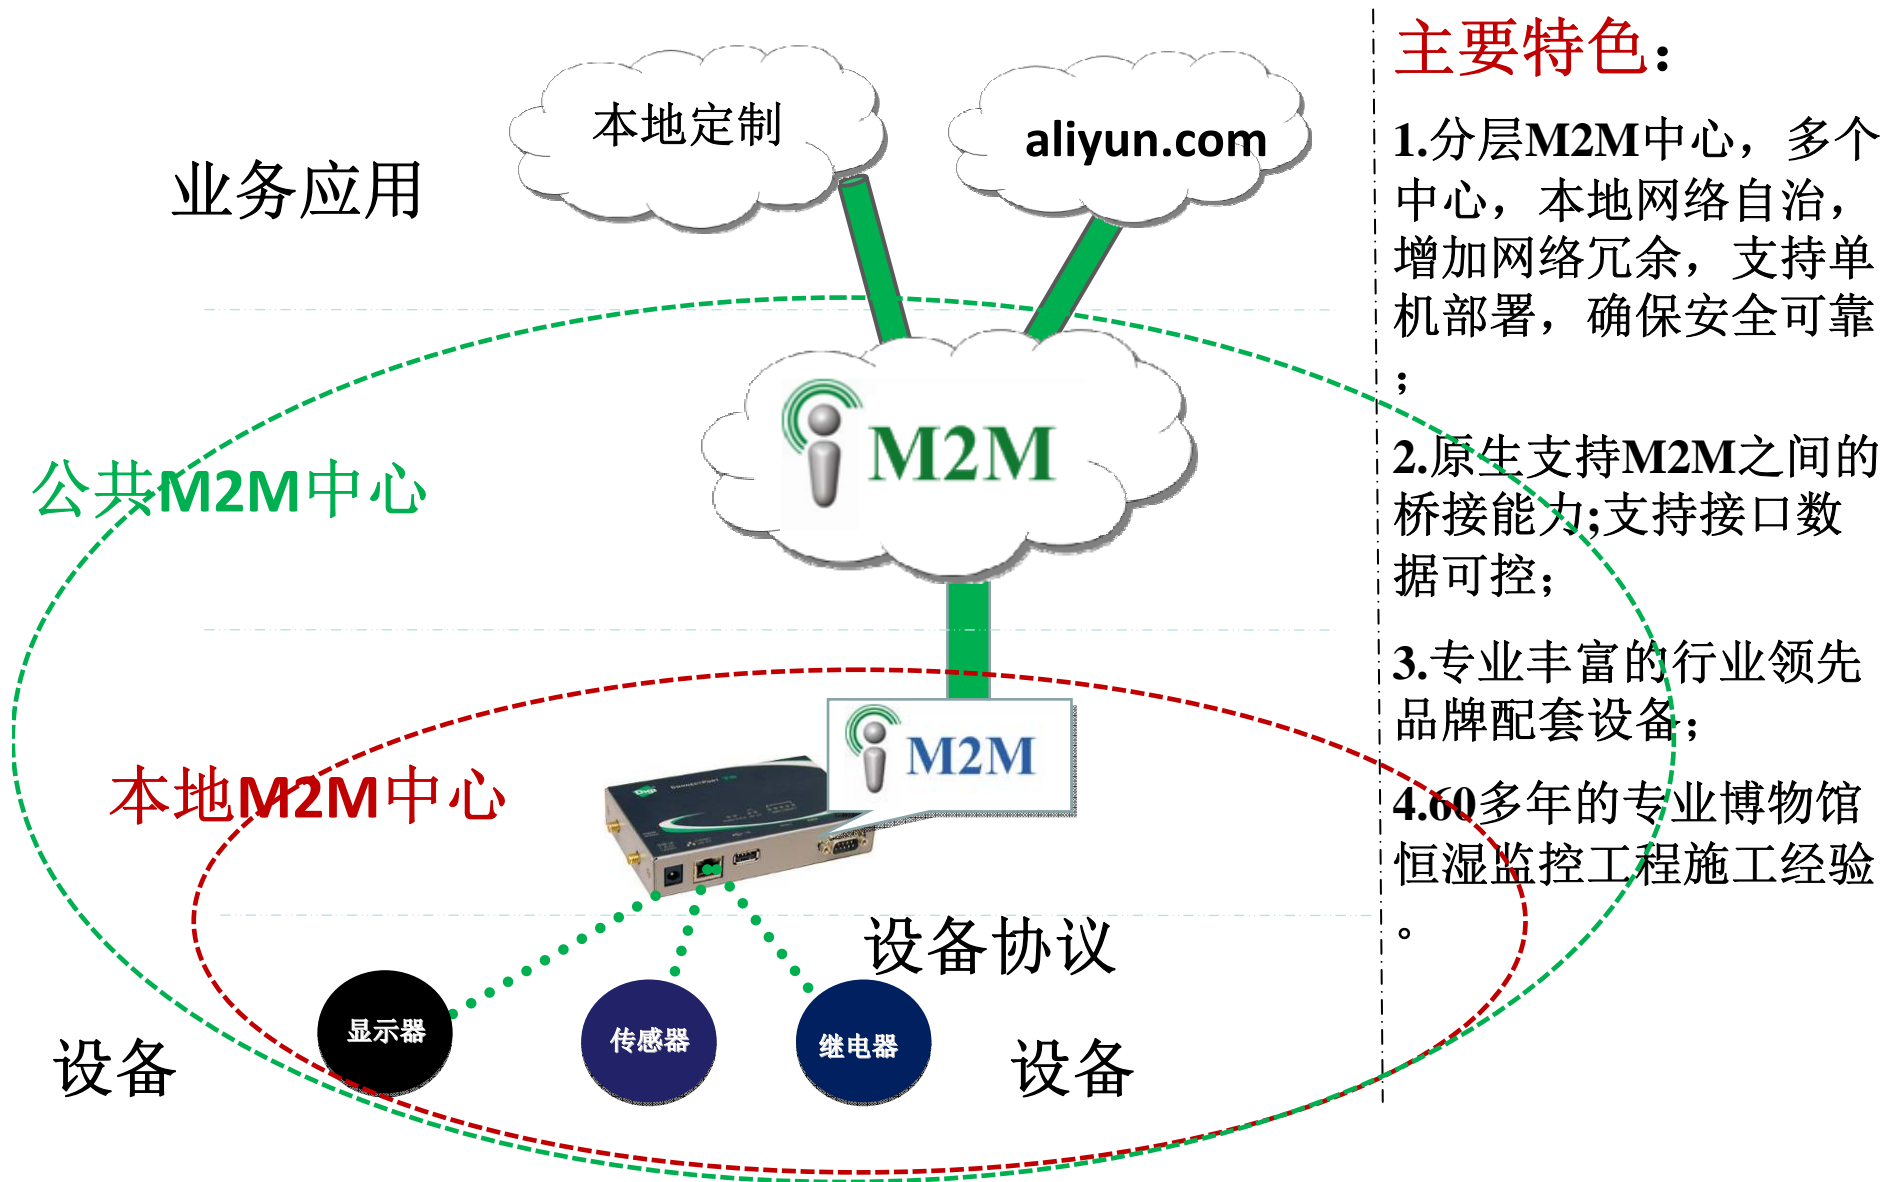 主要特色：
1.分层M2M中心，多个
中心，本地网络自治，
增加网络冗余，支持单
机部署，确保安全可靠
；
2.原生支持M2M之间的
桥接能力;支持接口数
据可控；
3.专业丰富的行业领先
品牌配套设备；
4.60多年的专业博物馆
恒湿监控工程施工经验
。
本地定制
aliyun.com
业务应用
M2M
公共M2M中心
M2M
本地M2M中心
Digi
ConnectPort
设备协议
显示器
传感器
继电器
设备
设备